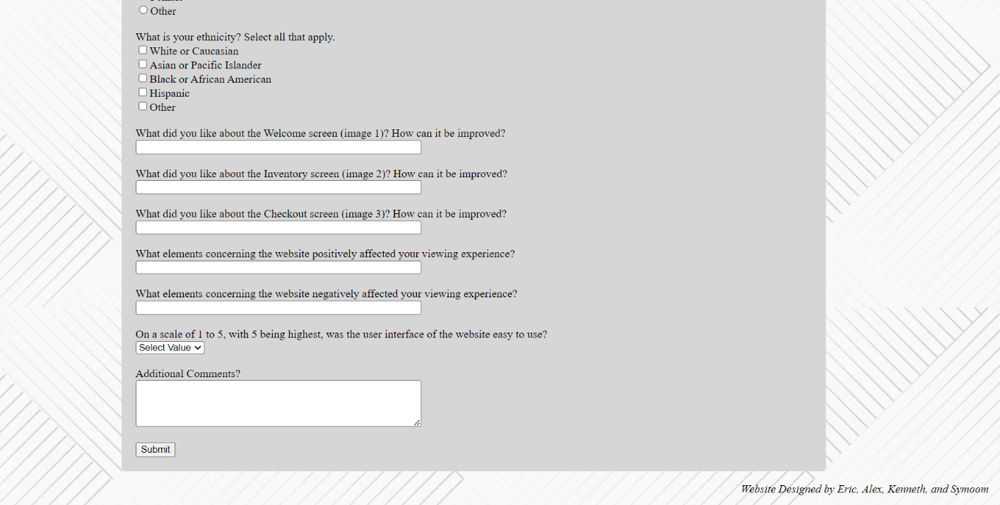 Other
What is your ethnicity? Select all that apply.
White or Caucasian
Asian or Pacific Islander
Black or African American
Hispanic
Other
What did you like about the Welcome screen (image 1)? How can it be improved?
What did you like about the Inventory screen (image 2)? How can it be improved?
What did you like about the Checkout screen (image 3)? How can it be improved?
What elements concerning the website positively affected your viewing experience?
What elements concerning the website negatively affected your viewing experience?
On a scale of 1 to 5, with 5 being highest, was the user interface of the website easy to use?
Select Value
Additional Comments?
Submit
Website Designed by Eric, Alex, Kenneth, and Symoom